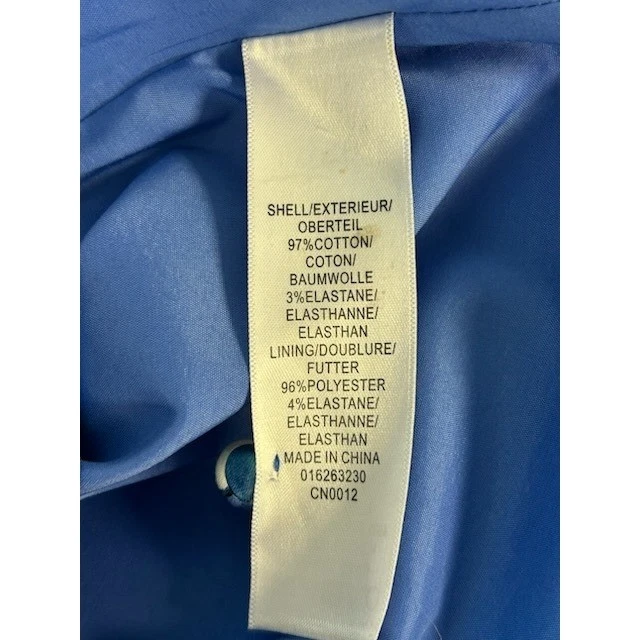 SHELL/EXTERIEUR/
OBERTEIL
97%COTTON/
COTON/
BAUMWOLLE
3%ELASTANE/
ELASTHANNE/
ELASTHAN
LINING/DOUBLURE/
FUTTER
96%POLYESTER
4%ELASTANE/
ELASTHANNE/
ELASTHAN
MADE IN CHINA
016263230
CN0012